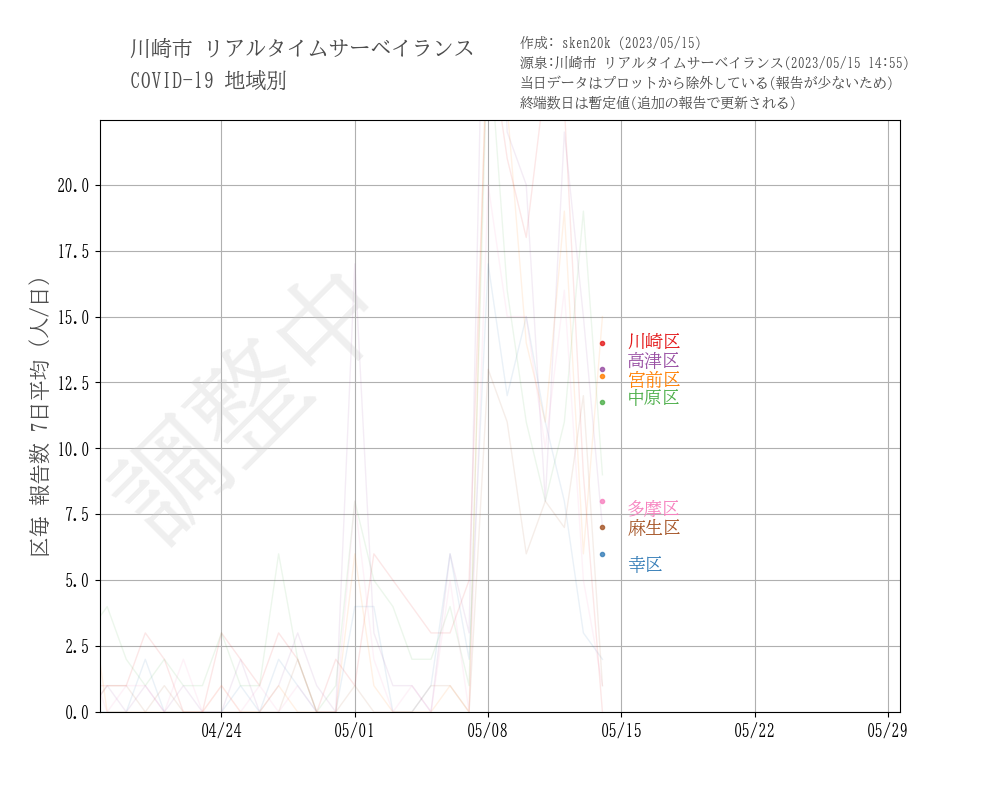 川崎市 リアルタイムサーベイランス
COVID-19 地域別
作成: sken20k (2023/05/15)
源泉:川崎市 リアルタイムサーベイランス(2023/05/15 14:55)
当日データはプロットから除外している(報告が少ないため)
終端数日は暫定値(追加の報告で更新される)
区毎 報告数 7日平均 (人/日)
20.0
17.5
15.0
12.5
10.0
7.5
5.0
2.5
0.0
調整中
川崎区
高津区
宮前区
中原区
多摩区
麻生区
幸区
04/24
05/01
05/08
05/15
05/22
05/29